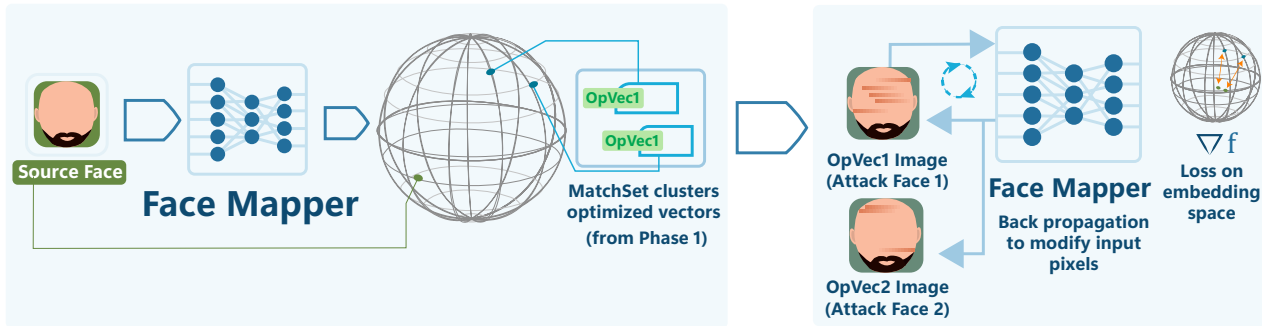 Source Face
Face Mapper
OpVec1
OpVec1
MatchSet clusters
optimized vectors
(from Phase 1)
OpVec1 Image
(Attack Face 1)
OpVec2 Image
(Attack Face 2)
Face Mapper
Back propagation
to modify input
pixels
∇f
Loss on
embedding
space